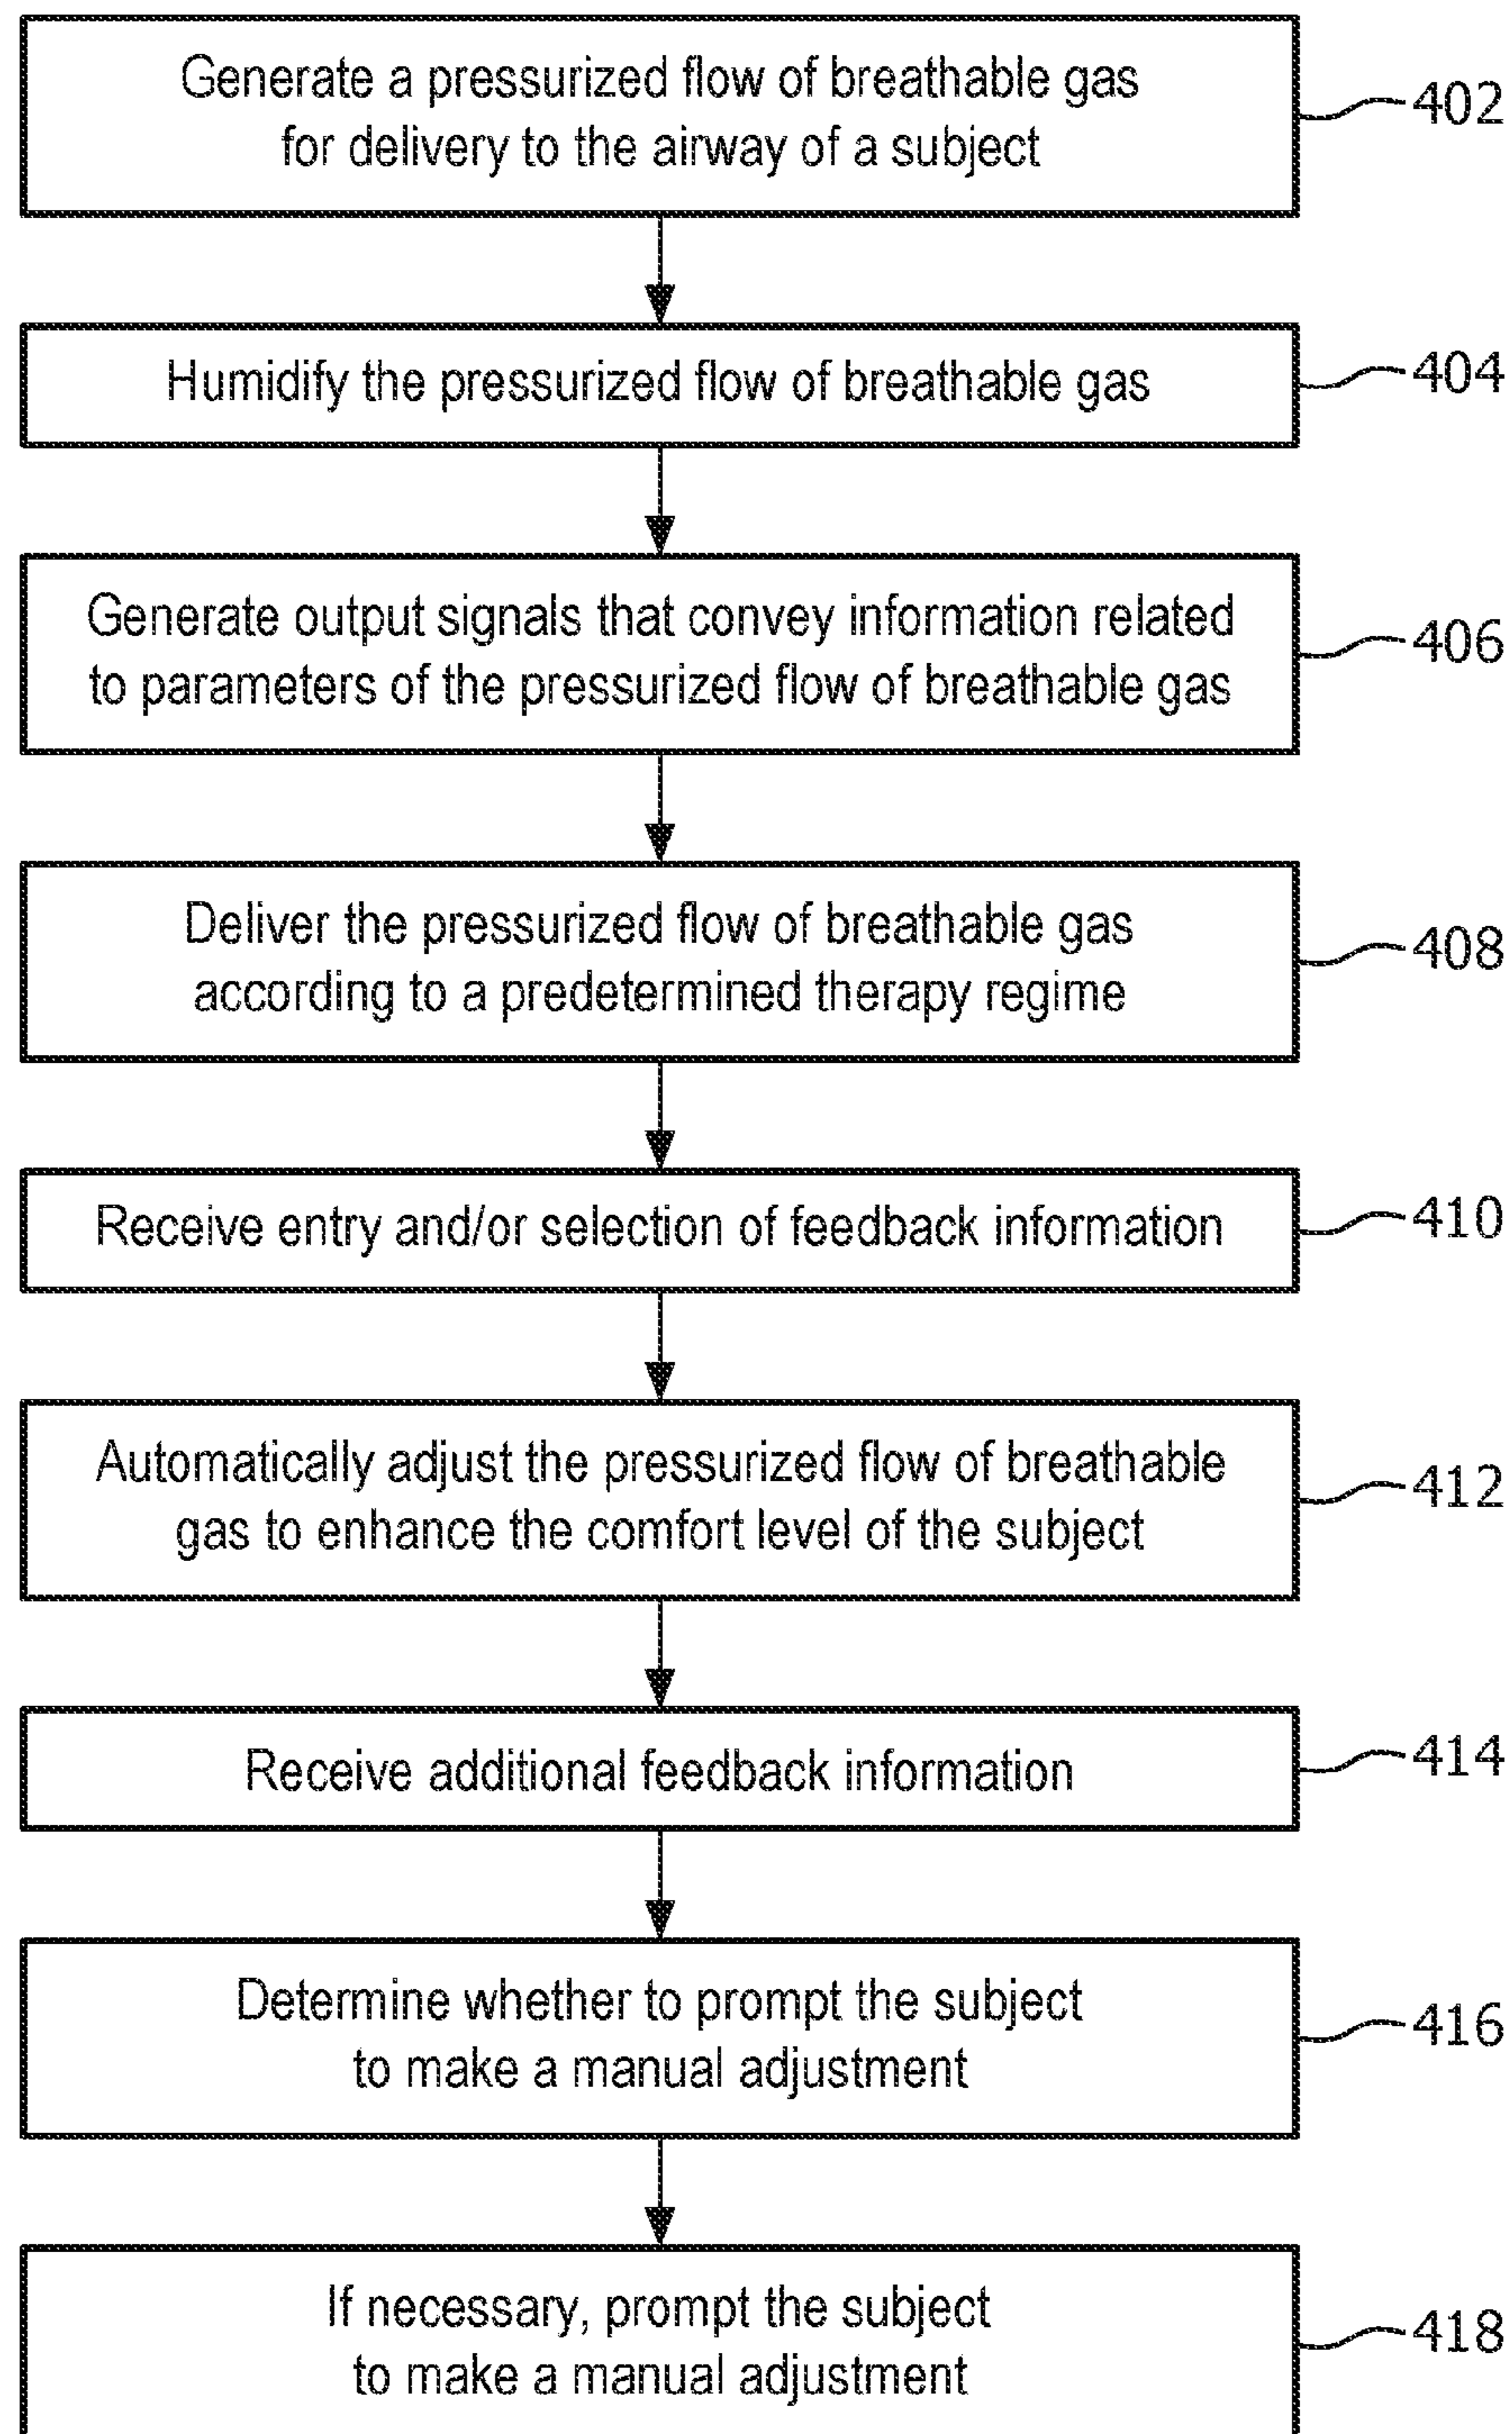 Generate a pressurized flow of breathable gas
for delivery to the airway of a subject
402
Humidify the pressurized flow of breathable gas
404
Generate output signals that convey information related
to parameters of the pressurized flow of breathable gas
406
Deliver the pressurized flow of breathable gas
according to a predetermined therapy regime
408
Receive entry and/or selection of feedback information
410
Automatically adjust the pressurized flow of breathable
gas to enhance the comfort level of the subject
412
Receive additional feedback information
414
Determine whether to prompt the subject
to make a manual adjustment
416
If necessary, prompt the subject
to make a manual adjustment
418